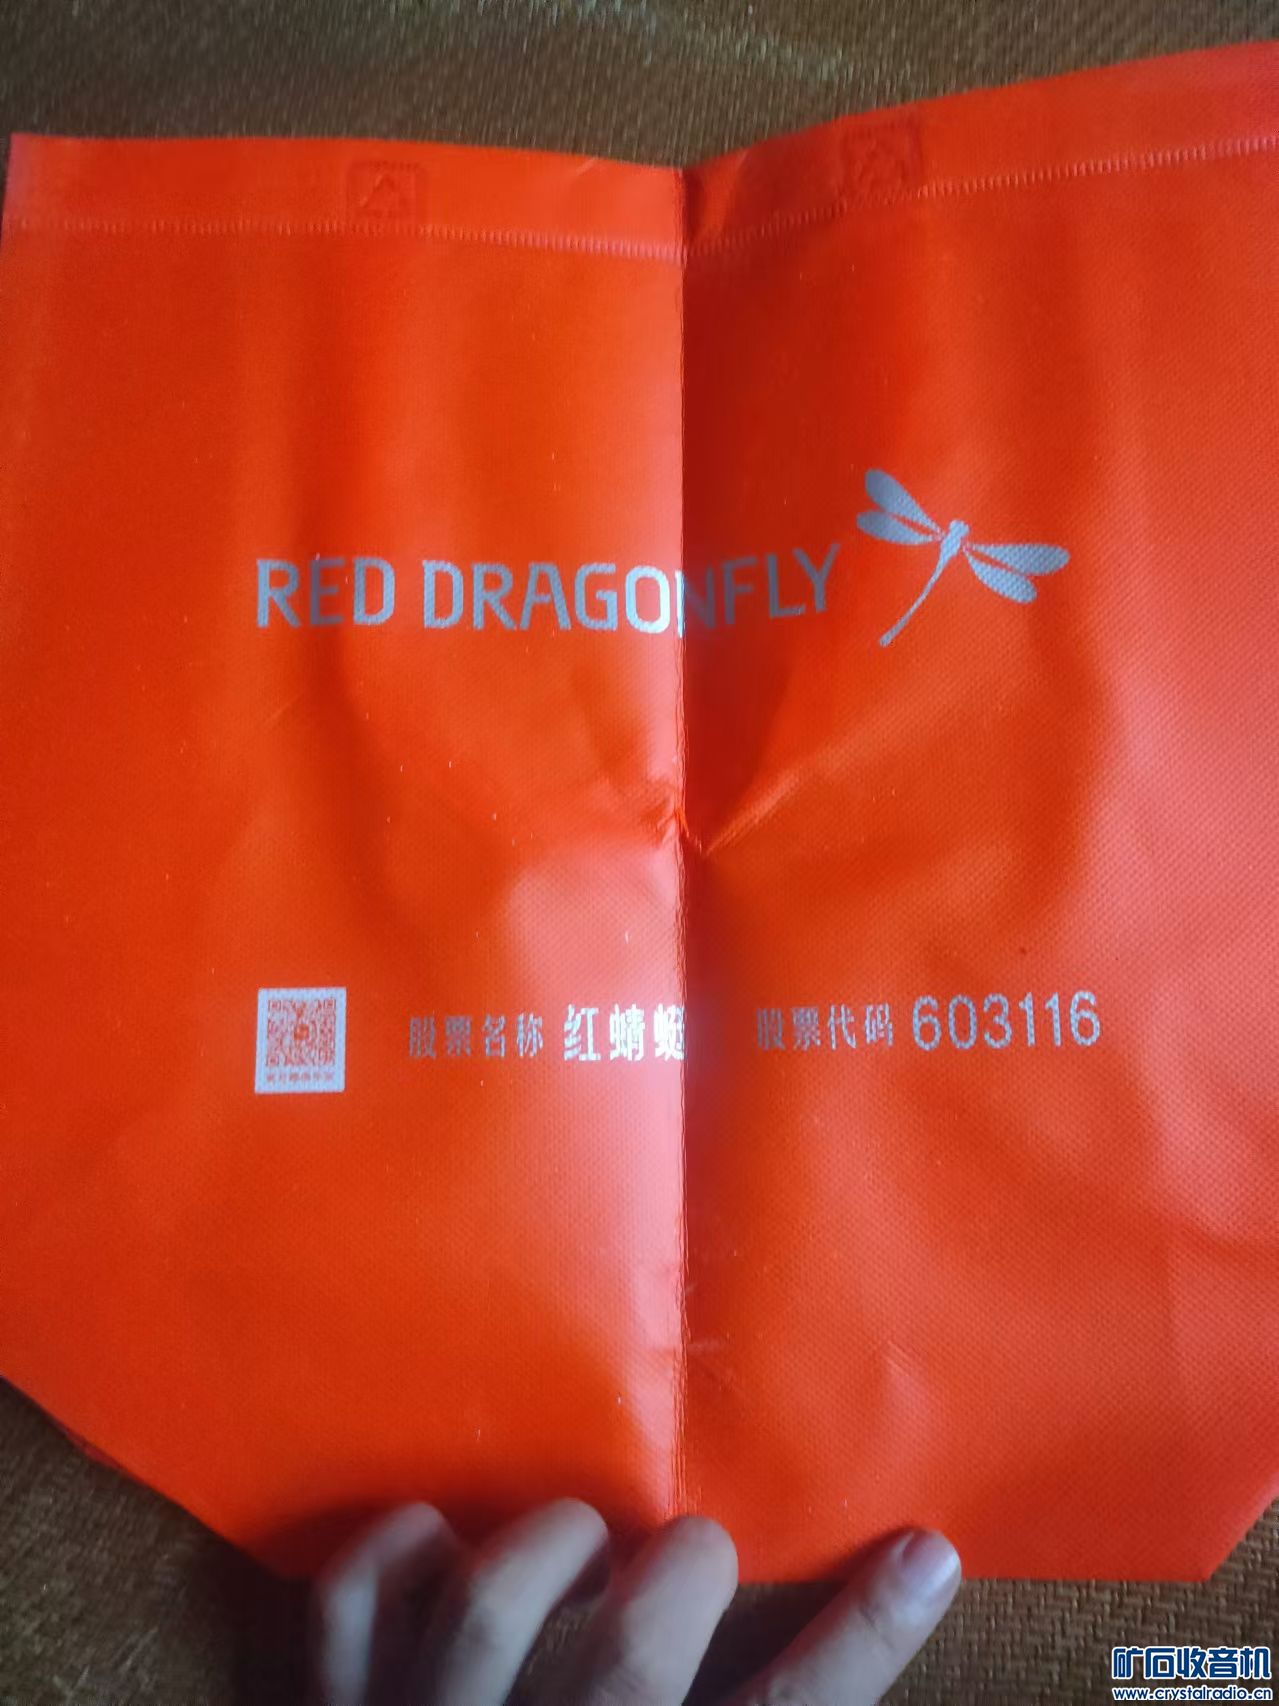 RED DRAGONFLY
股票名称 红蜻蜓 股票代码 603116
矿石收音机
www.crystalradio.cn